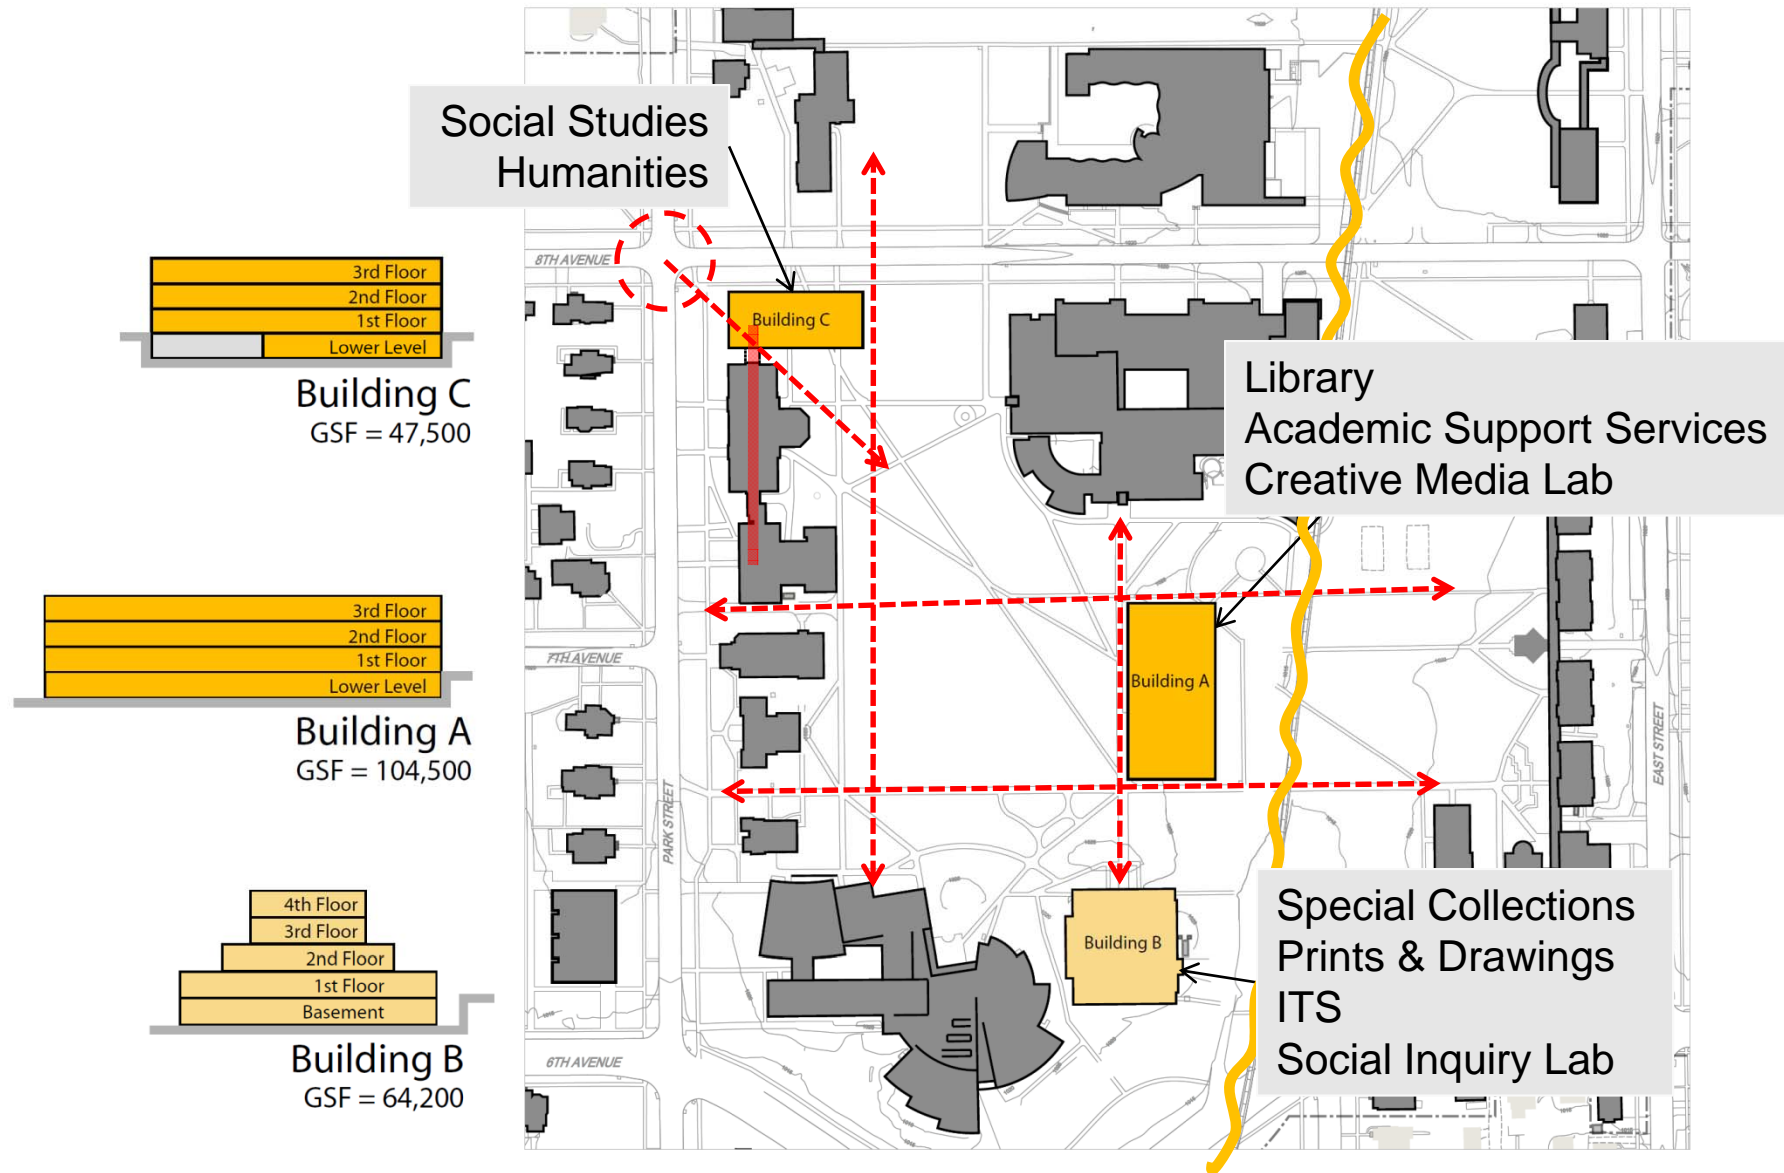 Social Studies
Humanities
8TH AVENUE
3rd Floor
2nd Floor
1st Floor
Lower Level
Building C
GSF = 47,500
Building C
Library
Academic Support Services
Creative Media Lab
3rd Floor
2nd Floor
1st Floor
Lower Level
Building A
GSF = 104,500
7TH AVENUE
Building A
PARK STREET
EAST STREET
4th Floor
3rd Floor
2nd Floor
1st Floor
Basement
Building B
GSF = 64,200
Building B
Special Collections
Prints & Drawings
ITS
Social Inquiry Lab
6TH AVENUE